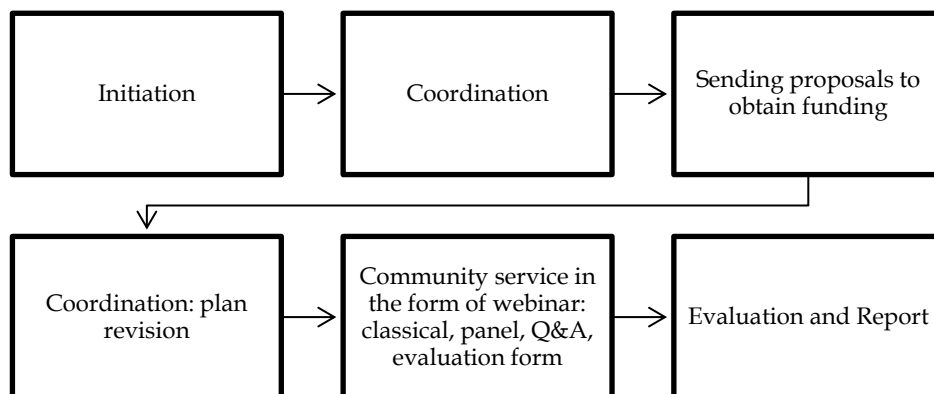 Initiation
Coordination
Sending proposals to
obtain funding
Coordination: plan
revision
Community service in
the form of webinar:
classical, panel, Q&A,
evaluation form
Evaluation and Report